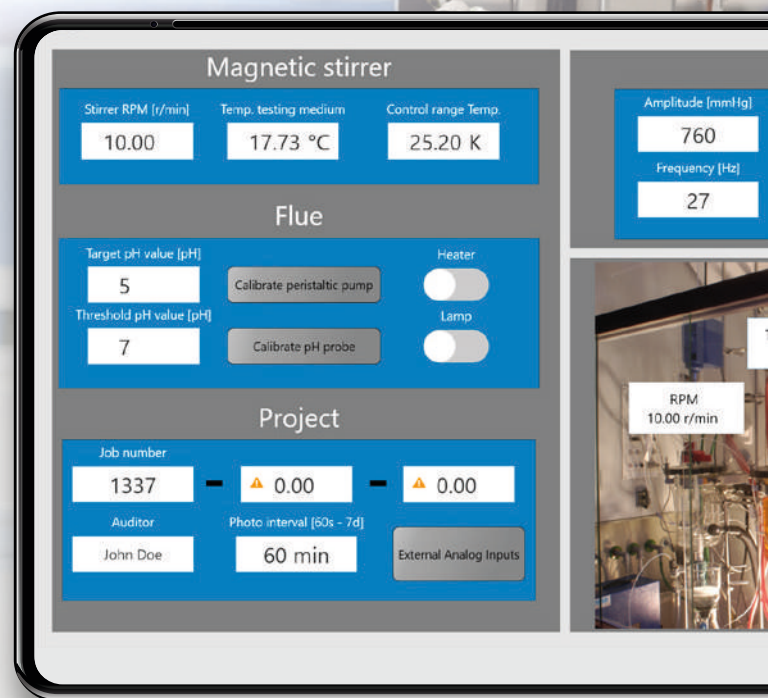 Magnetic stirrer
Stirrer RPM [r/min]
Temp. testing medium
Control range Temp.
10.00
17.73 °C
25.20 K
Flue
Target pH value [pH]
5
Calibrate peristaltic pump
Heater
Threshold pH value [pH]
7
Calibrate pH probe
Lamp
Project
Job number
1337
-
0.00
-
0.00
Auditor
John Doe
Photo interval [60s - 7d]
60 min
External Analog Inputs
Amplitude [mmHg]
760
Frequency [Hz]
27
RPM
10.00 r/min